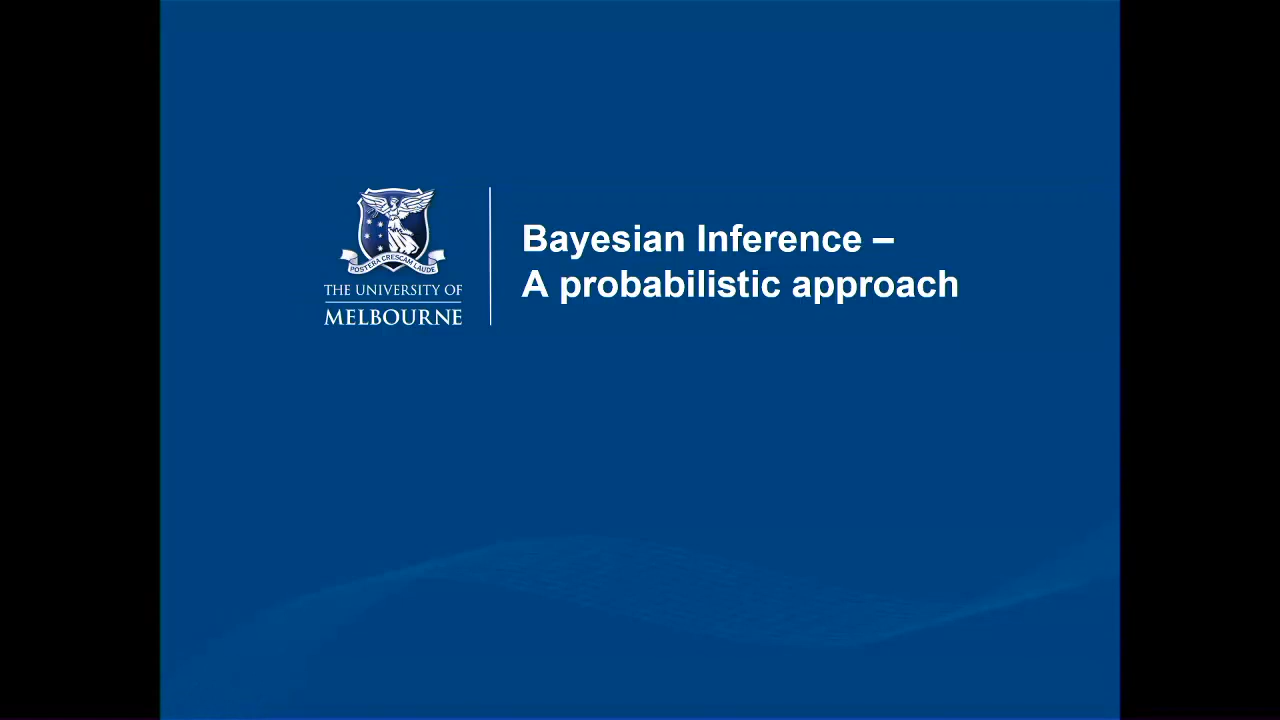 POSTERA CRESCAM LAUDE
THE UNIVERSITY OF
MELBOURNE
Bayesian Inference –
A probabilistic approach